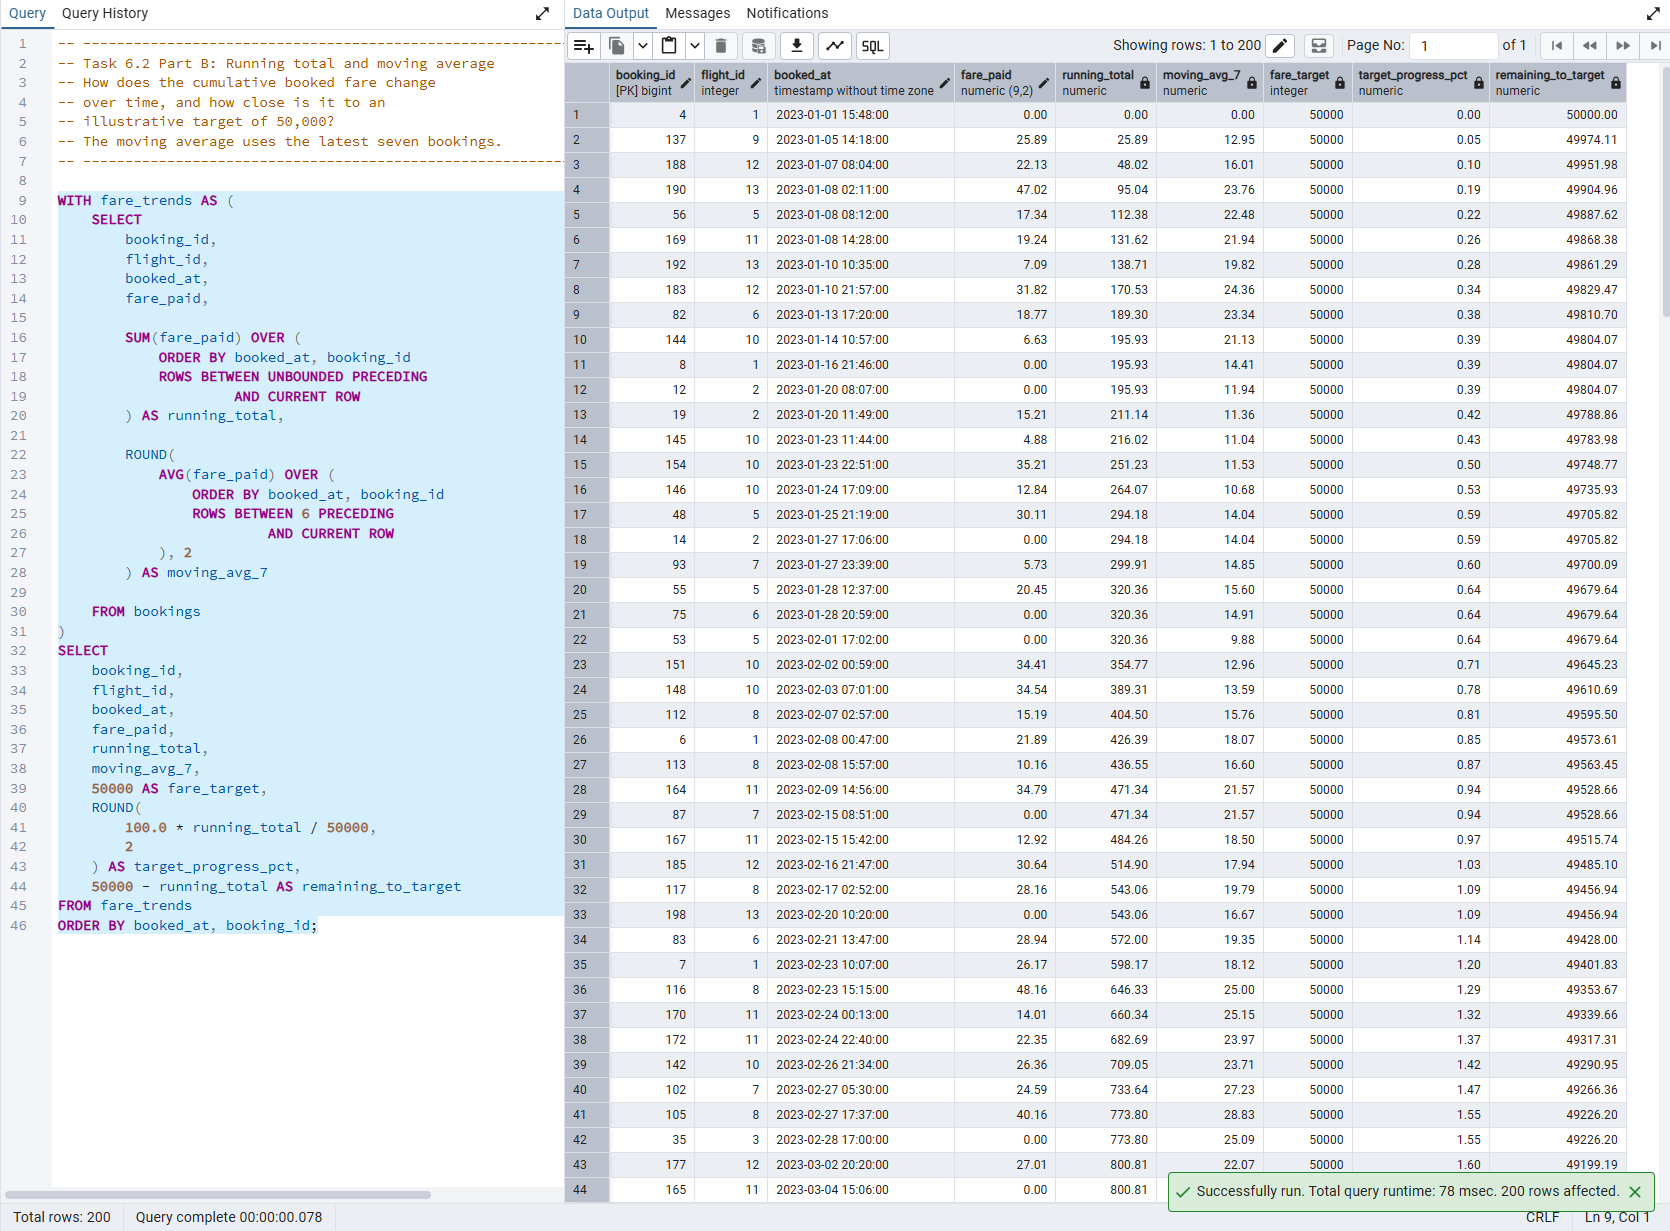 Query	Query History
1	-- ----------------------------------------------------------
2	-- Task 6.2 Part B: Running total and moving average
3	-- How does the cumulative booked fare change
4	-- over time, and how close is it to an
5	-- illustrative target of 50,000?
6	-- The moving average uses the latest seven bookings.
7	-- ----------------------------------------------------------
8
9	WITH fare_trends AS (
10	    SELECT
11	        booking_id,
12	        flight_id,
13	        booked_at,
14	        fare_paid,
15
16	        SUM(fare_paid) OVER (
17	            ORDER BY booked_at, booking_id
18	            ROWS BETWEEN UNBOUNDED PRECEDING
19	                     AND CURRENT ROW
20	        ) AS running_total,
21
22	        ROUND(
23	            AVG(fare_paid) OVER (
24	                ORDER BY booked_at, booking_id
25	                ROWS BETWEEN 6 PRECEDING
26	                         AND CURRENT ROW
27	            ), 2
28	        ) AS moving_avg_7
29
30	    FROM bookings
31	)
32	SELECT
33	    booking_id,
34	    flight_id,
35	    booked_at,
36	    fare_paid,
37	    running_total,
38	    moving_avg_7,
39	    50000 AS fare_target,
40	    ROUND(
41	        100.0 * running_total / 50000,
42	        2
43	    ) AS target_progress_pct,
44	    50000 - running_total AS remaining_to_target
45	FROM fare_trends
46	ORDER BY booked_at, booking_id;
Data Output	Messages	Notifications
SQL	Showing rows: 1 to 200	Page No: 1 of 1
booking_id	flight_id	booked_at	fare_paid	running_total	moving_avg_7	fare_target	target_progress_pct	remaining_to_target
[PK] bigint	integer	timestamp without time zone	numeric (9,2)	numeric	numeric	integer	numeric	numeric
1	4	1	2023-01-01 15:48:00	0.00	0.00	0.00	50000	0.00	50000.00
2	137	9	2023-01-05 14:18:00	25.89	25.89	12.95	50000	0.05	49974.11
3	188	12	2023-01-07 08:04:00	22.13	48.02	16.01	50000	0.10	49951.98
4	190	13	2023-01-08 02:11:00	47.02	95.04	23.76	50000	0.19	49904.96
5	56	5	2023-01-08 08:12:00	17.34	112.38	22.48	50000	0.22	49887.62
6	169	11	2023-01-08 14:28:00	19.24	131.62	21.94	50000	0.26	49868.38
7	192	13	2023-01-10 10:35:00	7.09	138.71	19.82	50000	0.28	49861.29
8	183	12	2023-01-10 21:57:00	31.82	170.53	24.36	50000	0.34	49829.47
9	82	6	2023-01-13 17:20:00	18.77	189.30	23.34	50000	0.38	49810.70
10	144	10	2023-01-14 10:57:00	6.63	195.93	21.13	50000	0.39	49804.07
11	8	1	2023-01-16 21:46:00	0.00	195.93	14.41	50000	0.39	49804.07
12	12	2	2023-01-20 08:07:00	0.00	195.93	11.94	50000	0.39	49804.07
13	19	2	2023-01-20 11:49:00	15.21	211.14	11.36	50000	0.42	49788.86
14	145	10	2023-01-23 11:44:00	4.88	216.02	11.04	50000	0.43	49783.98
15	154	10	2023-01-23 22:51:00	35.21	251.23	11.53	50000	0.50	49748.77
16	146	10	2023-01-24 17:09:00	12.84	264.07	10.68	50000	0.53	49735.93
17	48	5	2023-01-25 21:19:00	30.11	294.18	14.04	50000	0.59	49705.82
18	14	2	2023-01-27 17:06:00	0.00	294.18	14.04	50000	0.59	49705.82
19	93	7	2023-01-27 23:39:00	5.73	299.91	14.85	50000	0.60	49700.09
20	55	5	2023-01-28 12:37:00	20.45	320.36	15.60	50000	0.64	49679.64
21	75	6	2023-01-28 20:59:00	0.00	320.36	14.91	50000	0.64	49679.64
22	53	5	2023-02-01 17:02:00	0.00	320.36	9.88	50000	0.64	49679.64
23	151	10	2023-02-02 00:59:00	34.41	354.77	12.96	50000	0.71	49645.23
24	148	10	2023-02-03 07:01:00	34.54	389.31	13.59	50000	0.78	49610.69
25	112	8	2023-02-07 02:57:00	15.19	404.50	15.76	50000	0.81	49595.50
26	6	1	2023-02-08 00:47:00	21.89	426.39	18.07	50000	0.85	49573.61
27	113	8	2023-02-08 15:57:00	10.16	436.55	16.60	50000	0.87	49563.45
28	164	11	2023-02-09 14:56:00	34.79	471.34	21.57	50000	0.94	49528.66
29	87	7	2023-02-15 08:51:00	0.00	471.34	21.57	50000	0.94	49528.66
30	167	11	2023-02-15 15:42:00	12.92	484.26	18.50	50000	0.97	49515.74
31	185	12	2023-02-16 21:47:00	30.64	514.90	17.94	50000	1.03	49485.10
32	117	8	2023-02-17 02:52:00	28.16	543.06	19.79	50000	1.09	49456.94
33	198	13	2023-02-20 10:20:00	0.00	543.06	16.67	50000	1.09	49456.94
34	83	6	2023-02-21 13:47:00	28.94	572.00	19.35	50000	1.14	49428.00
35	7	1	2023-02-23 10:07:00	26.17	598.17	18.12	50000	1.20	49401.83
36	116	8	2023-02-23 15:15:00	48.16	646.33	25.00	50000	1.29	49353.67
37	170	11	2023-02-24 00:13:00	14.01	660.34	25.15	50000	1.32	49339.66
38	172	11	2023-02-24 22:40:00	22.35	682.69	23.97	50000	1.37	49317.31
39	142	10	2023-02-26 21:34:00	26.36	709.05	23.71	50000	1.42	49290.95
40	102	7	2023-02-27 05:30:00	24.59	733.64	27.23	50000	1.47	49266.36
41	105	8	2023-02-27 17:37:00	40.16	773.80	28.83	50000	1.55	49226.20
42	35	3	2023-02-28 17:00:00	0.00	773.80	25.09	50000	1.55	49226.20
43	177	12	2023-03-02 20:20:00	27.01	800.81	22.07	50000	1.60	49199.19
44	165	11	2023-03-04 15:06:00	0.00	800.81
Successfully run. Total query runtime: 78 msec. 200 rows affected.
Total rows: 200	Query complete 00:00:00.078	CRLF	Ln 9, Col 1